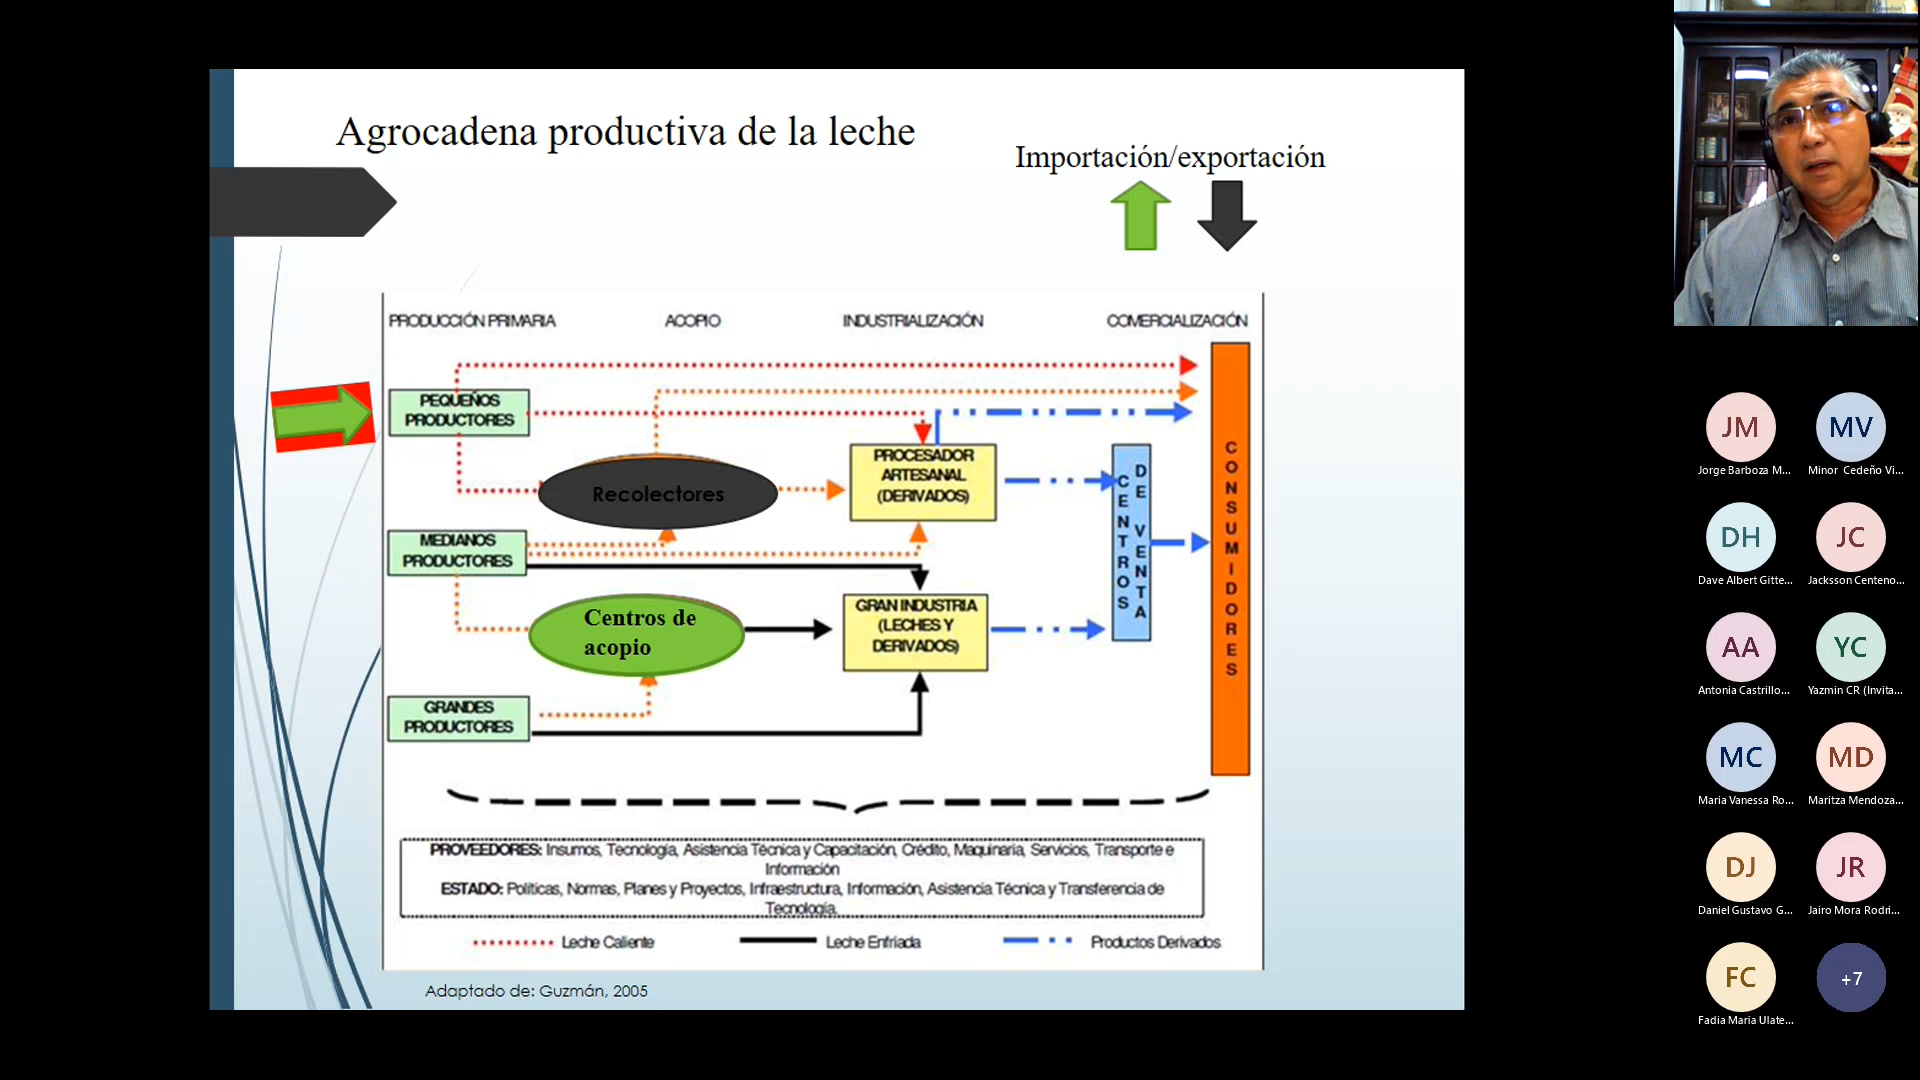 Agrocadena productiva de la leche
Importación/exportación
PRODUCCIÓN PRIMARIA
ACOPIO
INDUSTRIALIZACIÓN
COMERCIALIZACIÓN
PEQUEÑOS
PRODUCTORES
Recolectores
PROCESADOR
ARTESANAL
(DERIVADOS)
MEDIANOS
PRODUCTORES
Centros de
acopio
GRAN INDUSTRIA
(LECHES Y
DERIVADOS)
GRANDES
PRODUCTORES
CENTROS
DE VENTA
CONSUMIDORES
PROVEEDORES: Insumos, Tecnología, Asistencia Técnica y Capacitación, Crédito, Maquinaria, Servicios, Transporte e
Información
ESTADO: Políticas, Normas, Planes y Proyectos, Infraestructura, Información, Asistencia Técnica y Transferencia de
Tecnología.
Leche Caliente
Leche Enfriada
Productos Derivados
Adaptado de: Guzmán, 2005
JM
MV
Jorge Barboza M...
Minor Cedeño Vi...
DH
JC
Dave Albert Gitte...
Jacksson Centeno...
AA
YC
Antonia Castrillo...
Yazmin CR (Invita...
MC
MD
Maria Vanessa Ro...
Maritza Mendoza...
DJ
JR
Daniel Gustavo G...
Jairo Mora Rodri...
FC
+7
Fadia Maria Ulate...